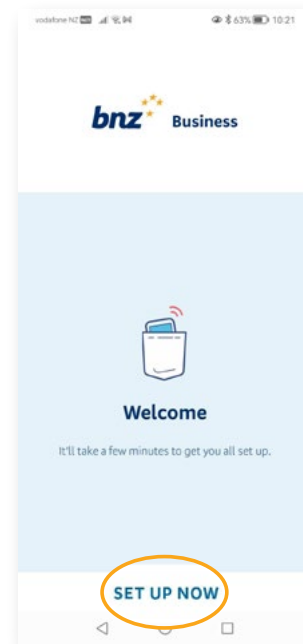 vodafone NZ 63% 10:21
bnz Business
Welcome
It'll take a few minutes to get you all set up.
SET UP NOW